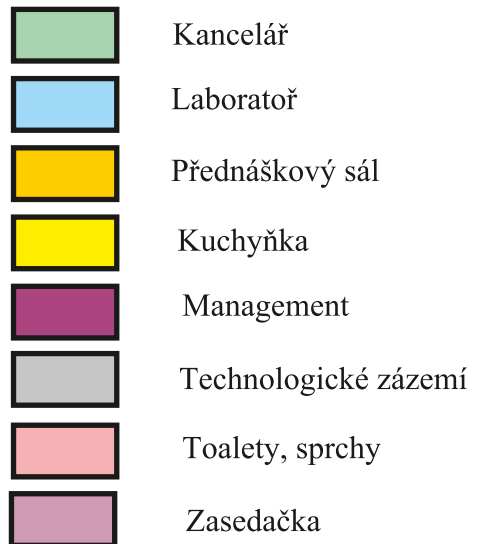 Kancelář
Laboratoř
Přednáškový sál
Kuchyňka
Management
Technologické zázemí
Toalety, sprchy
Zasedačka